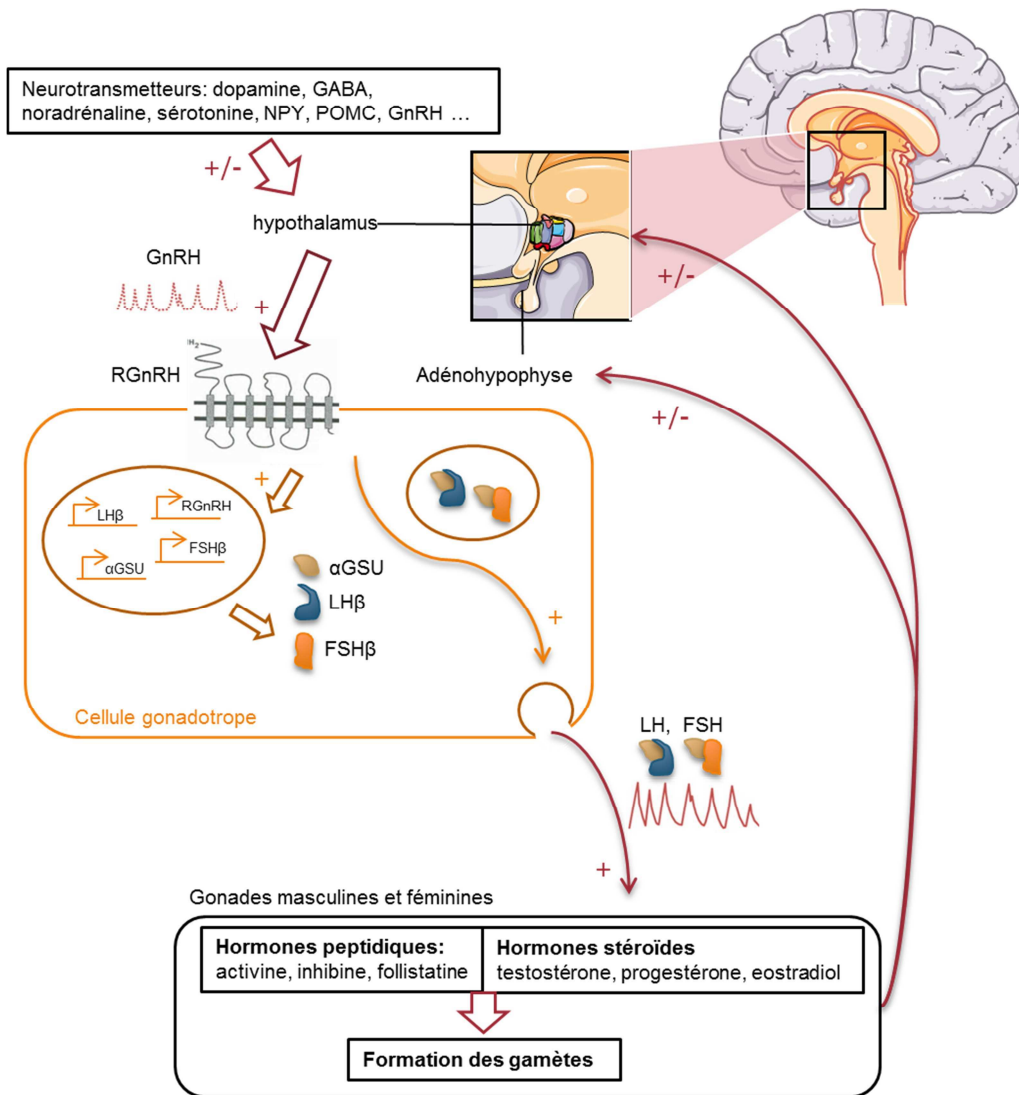 Neurotransmetteurs: dopamine, GABA,
noradrénaline, sérotonine, NPY, POMC, GnRH ...
+/-
hypothalamus
GnRH
+
+/-
RGnRH
Adénohypophyse
+/-
H₂
+
LHβ
RGnRH
αGSU
FSHβ
αGSU
LHβ
FSHβ
+
Cellule gonadotrope
LH, FSH
+
Gonades masculines et féminines
Hormones peptidiques:
activine, inhibine, follistatine
Hormones stéroïdes
testostérone, progestérone, eostradiol
Formation des gamètes